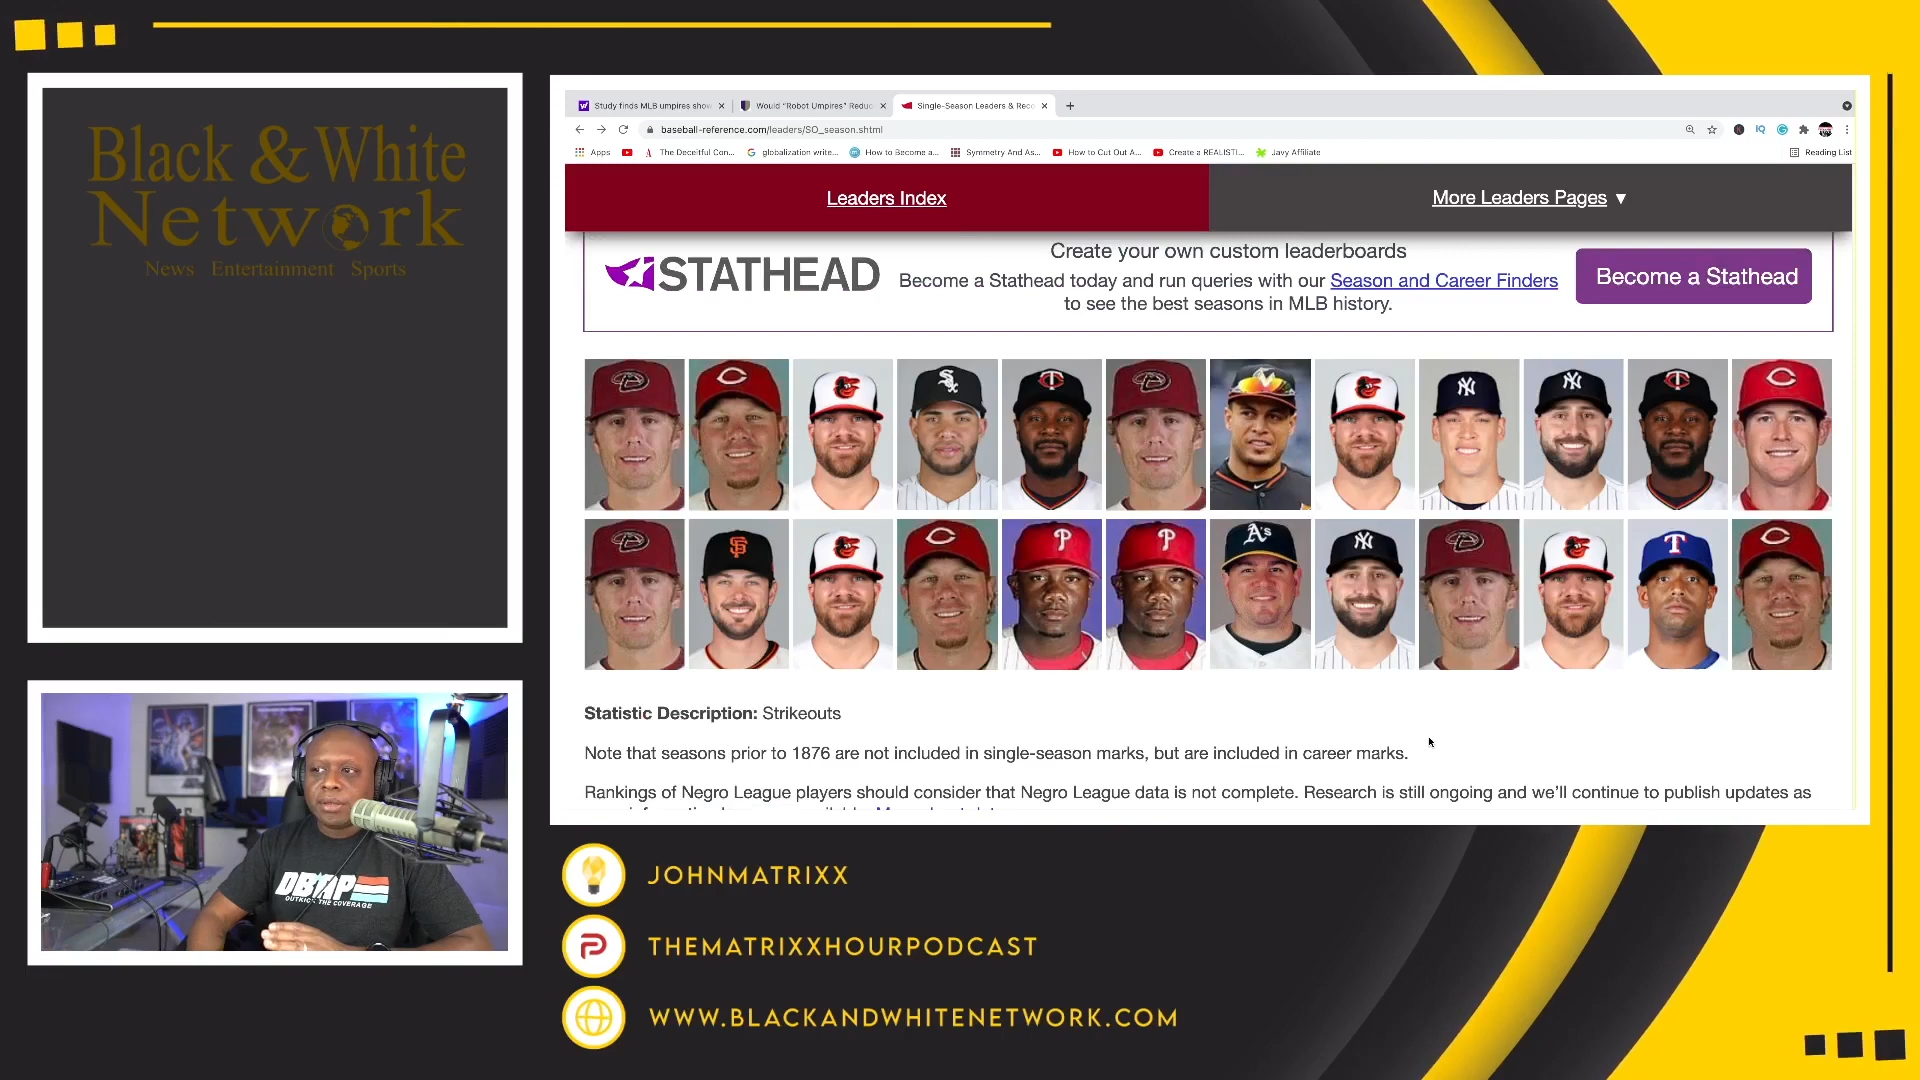 Black & White
Network
News Entertainment Sports
Study finds MLB umpires show
Would "Robot Umpires" Redu
Single-Season Leaders & Reco
baseball-reference.com/leaders/SO_season.shtml
Apps
The Deceitful Con...
globalization write...
How to Become a...
Symmetry And As...
How to Cut Out A...
Create a REALISTI...
Javy Affiliate
Reading List
Leaders Index
More Leaders Pages ▼
STATHEAD
Create your own custom leaderboards
Become a Stathead today and run queries with our Season and Career Finders
to see the best seasons in MLB history.
Become a Stathead
Statistic Description: Strikeouts
Note that seasons prior to 1876 are not included in single-season marks, but are included in career marks.
Rankings of Negro League players should consider that Negro League data is not complete. Research is still ongoing and we'll continue to publish updates as
DBTAP
OUTKICK THE COVERAGE
JOHNMATRIXX
THEMATRIXXHOURPODCAST
WWW.BLACKANDWHITENETWORK.COM